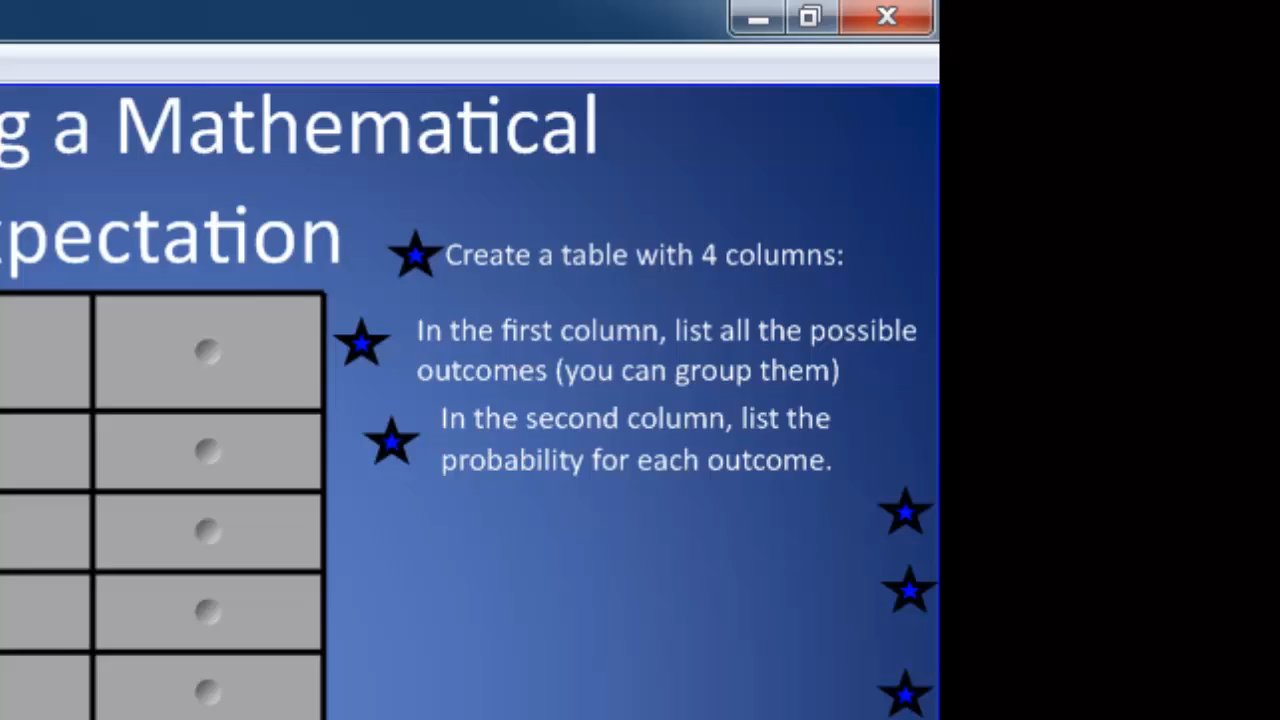 g a Mathematical
xpectation
Create a table with 4 columns:
In the first column, list all the possible
outcomes (you can group them)
In the second column, list the
probability for each outcome.